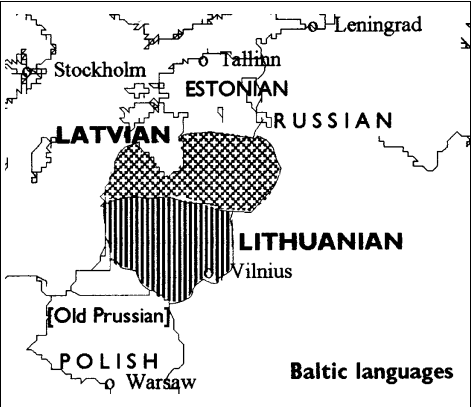 Leningrad
Tallinn
Stockholm
ESTONIAN
RUSSIAN
LATVIAN
LITHUANIAN
Vilnius
[Old Prussian]
POLISH
Baltic languages
Warsaw